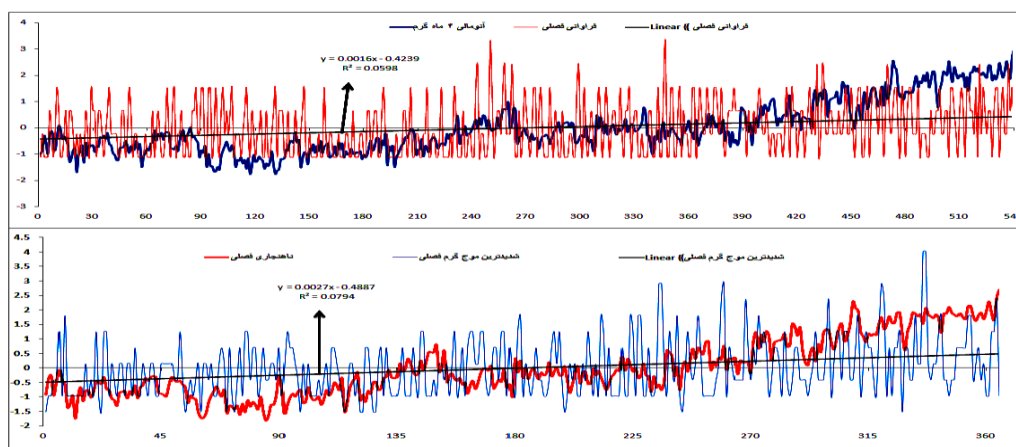 آنومالی ۴ ماه گرم
فراوانی فصلی
Linear (فراوانی فصلی)
y = 0.0016x - 0.4239
R² = 0.0598
4
3
2
1
0
-1
-2
-3
0 30 60 90 120 150 180 210 240 270 300 330 360 390 420 450 480 510 540
ناهنجاری فصلی
شدیدترین موج گرم فصلی
Linear (شدیدترین موج گرم فصلی)
y = 0.0027x - 0.4887
R² = 0.0794
4.5
4
3.5
3
2.5
2
1.5
1
0.5
0
-0.5
-1
-1.5
-2
0 45 90 135 180 225 270 315 360